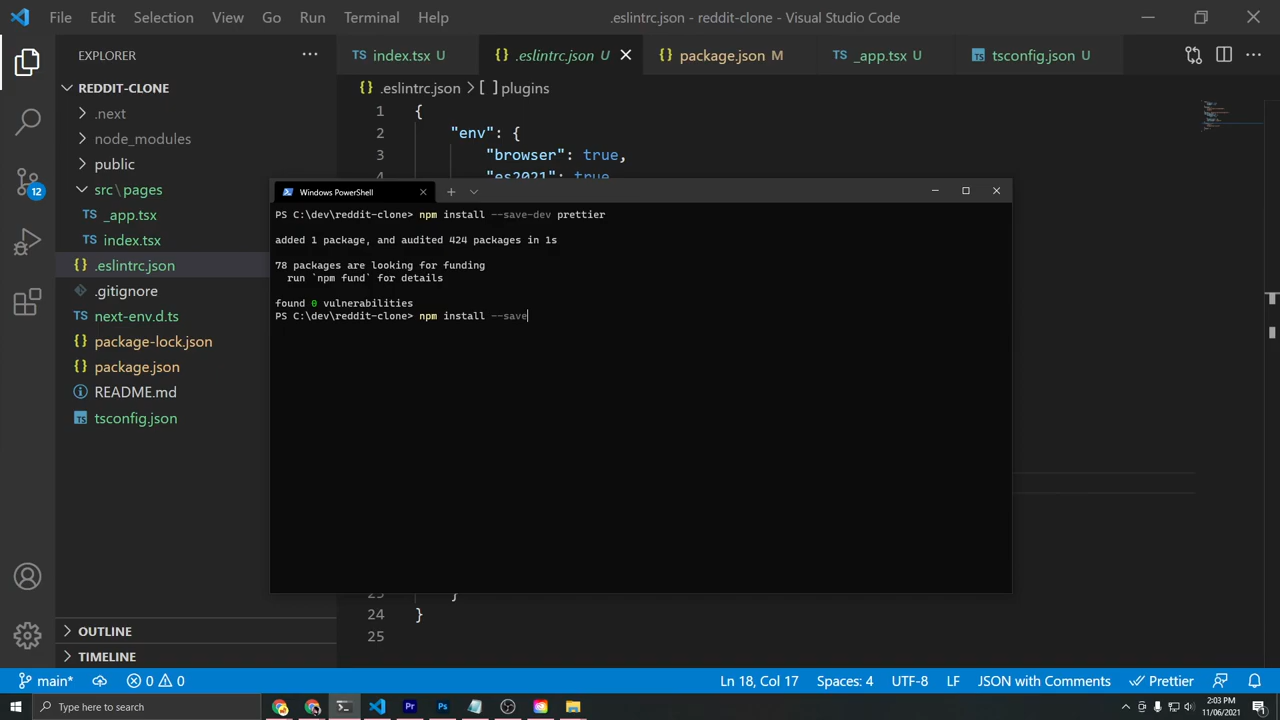 File Edit Selection View Go Run Terminal Help
.eslintrc.json - reddit-clone - Visual Studio Code
EXPLORER
index.tsx U
.eslintrc.json U
package.json M
_app.tsx U
tsconfig.json U
REDDIT-CLONE
.next
node_modules
public
src\pages
_app.tsx
index.tsx
.eslintrc.json
.gitignore
next-env.d.ts
package-lock.json
package.json
README.md
tsconfig.json
12
OUTLINE
TIMELINE
{} .eslintrc.json > [ ] plugins
1 {
2 "env": {
3 "browser": true,
4 "es2021": true,
Windows PowerShell
PS C:\dev\reddit-clone> npm install --save-dev prettier
added 1 package, and audited 424 packages in 1s
78 packages are looking for funding
run `npm fund` for details
found 0 vulnerabilities
PS C:\dev\reddit-clone> npm install --save
23 }
24 }
25
main* 0 0 Ln 18, Col 17 Spaces: 4 UTF-8 LF JSON with Comments Prettier
Type here to search
2:03 PM
11/06/2021